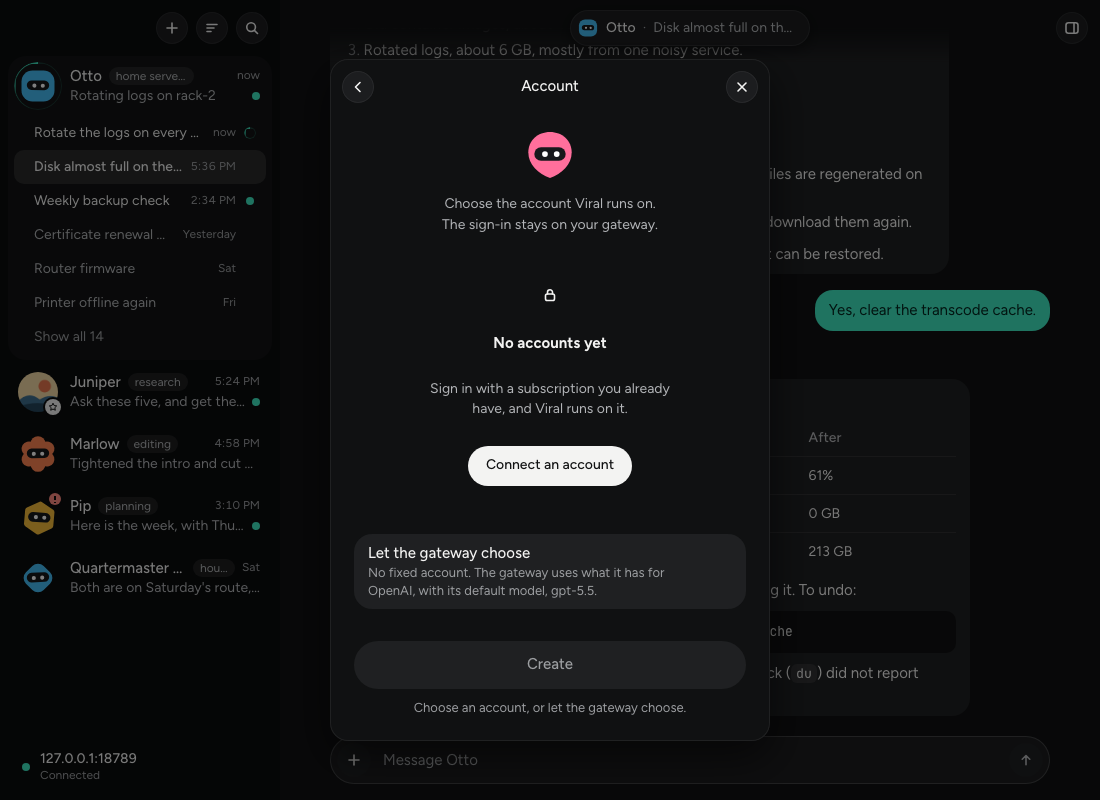 Otto
home serve...
now
Rotating logs on rack-2
Rotate the logs on every ...
now
Disk almost full on the...
5:36 PM
Weekly backup check
2:34 PM
Certificate renewal ...
Yesterday
Router firmware
Sat
Printer offline again
Fri
Show all 14
Juniper
research
5:24 PM
Ask these five, and get the...
Marlow
editing
4:58 PM
Tightened the intro and cut ...
Pip
planning
3:10 PM
Here is the week, with Thu...
Quartermaster ...
hou...
Sat
Both are on Saturday's route,...
127.0.0.1:18789
Connected
Otto · Disk almost full on th...
3. Rotated logs, about 6 GB, mostly from one noisy service.
iles are regenerated on
download them again.
can be restored.
Yes, clear the transcode cache.
After
61%
0 GB
213 GB
g it. To undo:
che
ck (du) did not report
Message Otto
Account
Choose the account Viral runs on.
The sign-in stays on your gateway.
No accounts yet
Sign in with a subscription you already
have, and Viral runs on it.
Connect an account
Let the gateway choose
No fixed account. The gateway uses what it has for
OpenAI, with its default model, gpt-5.5.
Create
Choose an account, or let the gateway choose.